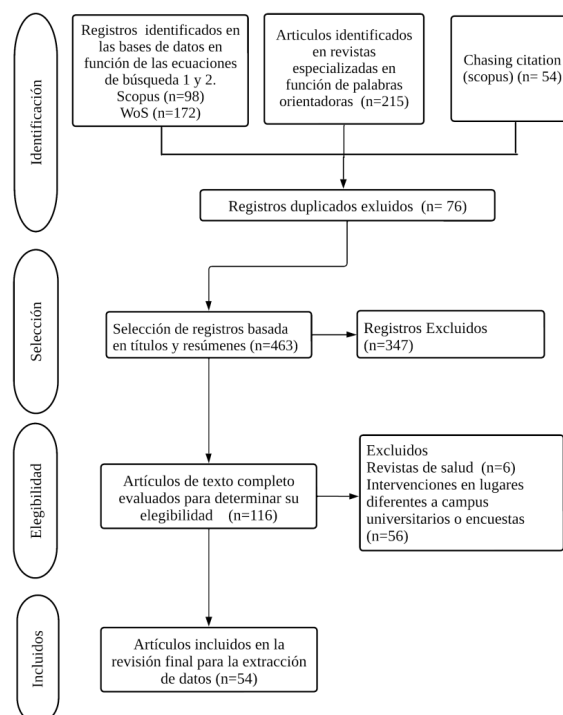 Identificación
Registros identificados en
las bases de datos en
función de las ecuaciones
de búsqueda 1 y 2.
Scopus (n=98)
WoS (n=172)
Articulos identificados
en revistas
especializadas en
función de palabras
orientadoras (n=215)
Chasing citation
(scopus) (n= 54)
Registros duplicados exluidos (n= 76)
Selección
Selección de registros basada
en títulos y resúmenes (n=463)
Registros Excluidos
(n=347)
Elegibilidad
Artículos de texto completo
evaluados para determinar su
elegibilidad (n=116)
Excluidos
Revistas de salud (n=6)
Intervenciones en lugares
diferentes a campus
universitarios o encuestas
(n=56)
Incluidos
Artículos incluidos en la
revisión final para la extracción
de datos (n=54)